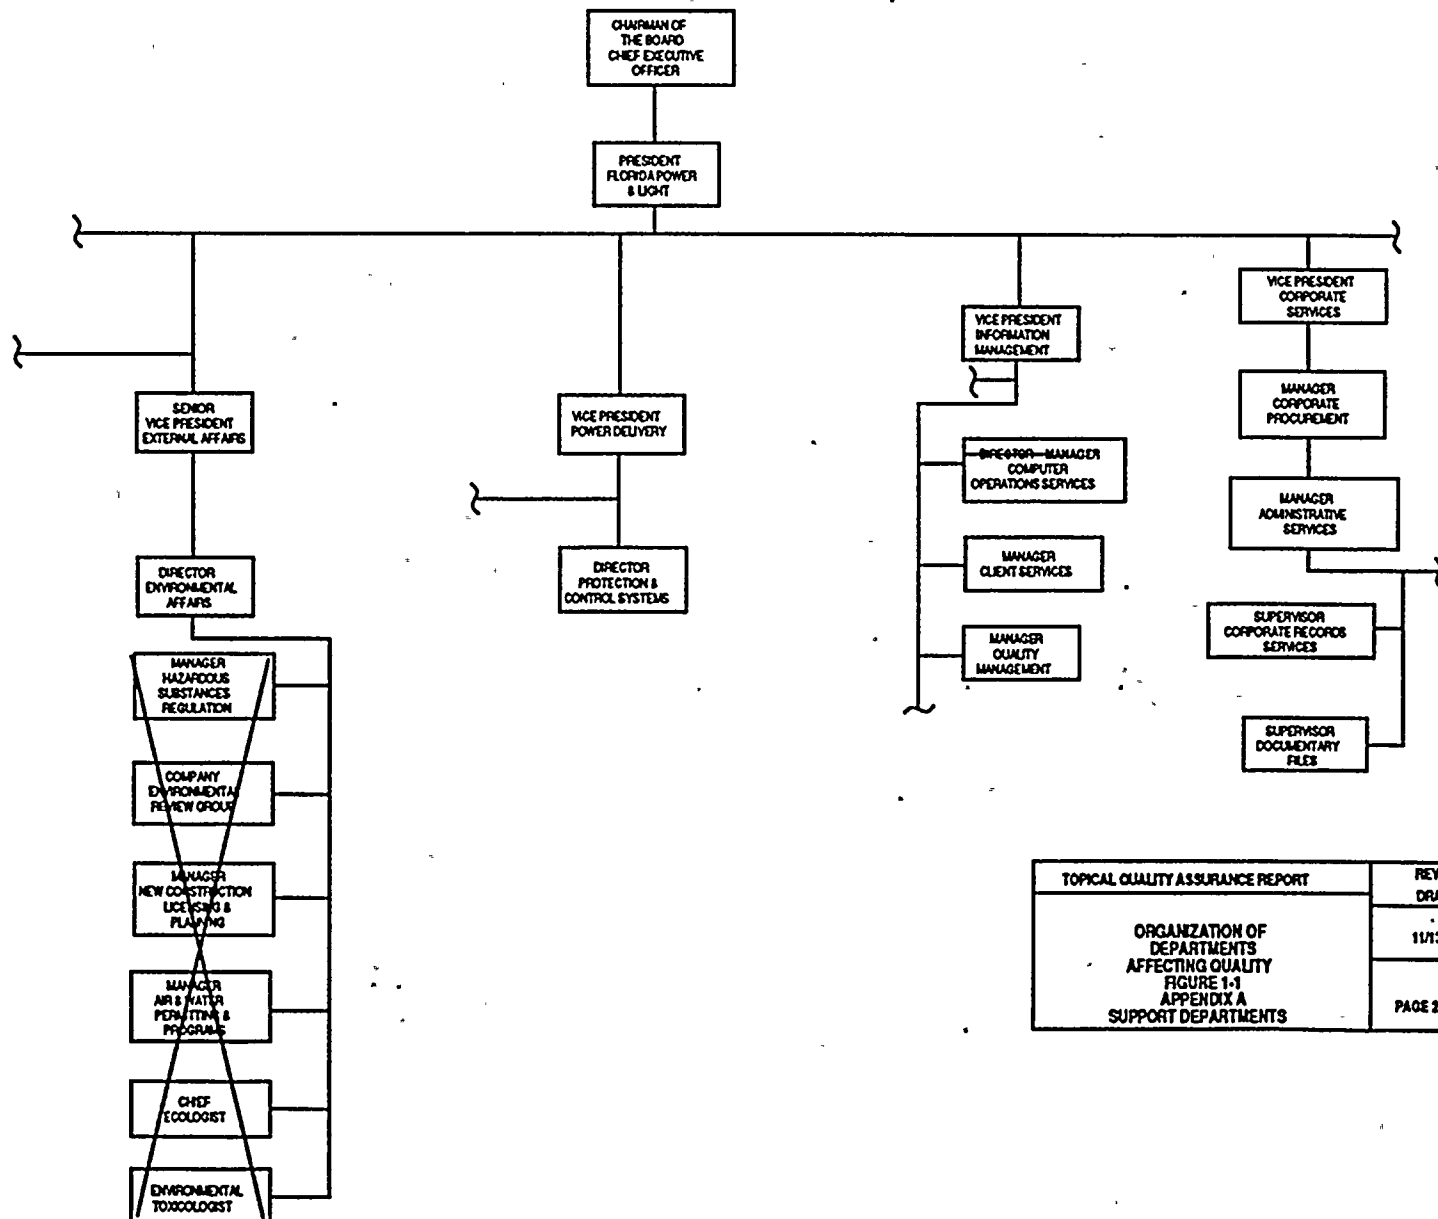 CHAIRMAN OF
THE BOARD
CHIEF EXECUTIVE
OFFICER
PRESIDENT
FLORIDA POWER
& LIGHT
SENIOR
VICE PRESIDENT
EXTERNAL AFFAIRS
DIRECTOR
ENVIRONMENTAL
AFFAIRS
MANAGER
HAZARDOUS
SUBSTANCES
REGULATION
COMPANY
ENVIRONMENTAL
REVIEW GROUP
MANAGER
NEW CONSTRUCTION
LICENSING &
PLANNING
MANAGER
AIR & WATER
PERMITTING &
PROGRAMS
CHIEF
ECOLOGIST
ENVIRONMENTAL
TOXICOLOGIST
VICE PRESIDENT
POWER DELIVERY
DIRECTOR
PROTECTION &
CONTROL SYSTEMS
VICE PRESIDENT
INFORMATION
MANAGEMENT
DIRECTOR MANAGER
COMPUTER
OPERATIONS SERVICES
MANAGER
CLIENT SERVICES
MANAGER
QUALITY
MANAGEMENT
VICE PRESIDENT
CORPORATE
SERVICES
MANAGER
CORPORATE
PROCUREMENT
MANAGER
ADMINISTRATIVE
SERVICES
SUPERVISOR
CORPORATE RECORDS
SERVICES
SUPERVISOR
DOCUMENTARY
FILES
TOPICAL QUALITY ASSURANCE REPORT
ORGANIZATION OF
DEPARTMENTS
AFFECTING QUALITY
FIGURE 1-1
APPENDIX A
SUPPORT DEPARTMENTS
REV
DRA
11/13
PAGE 2